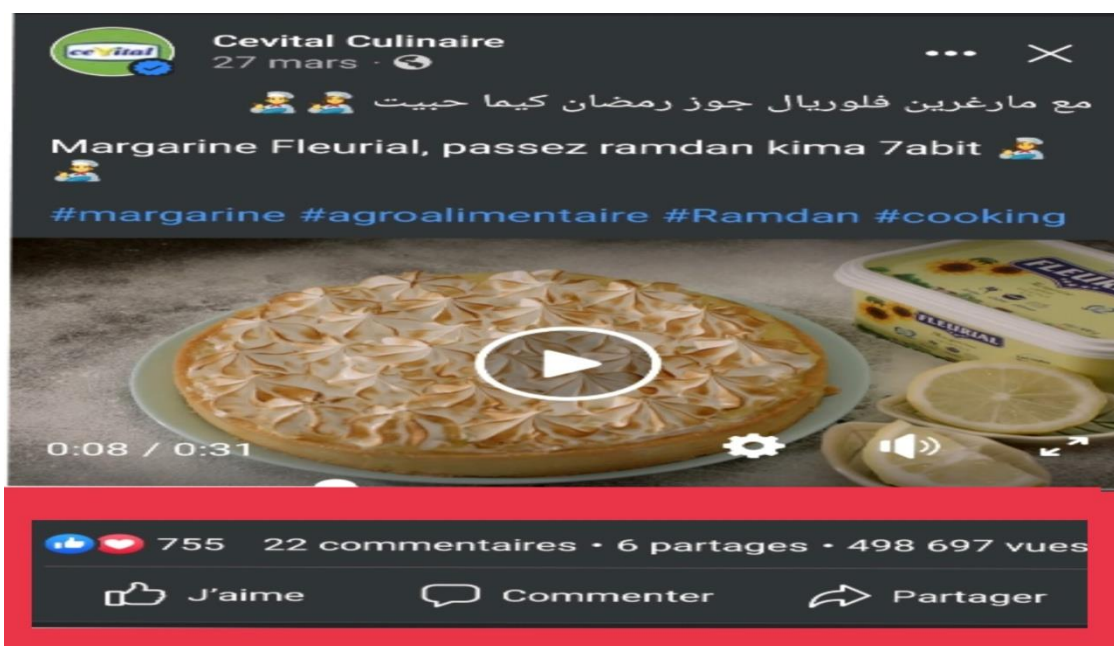 cevital
Cevital Culinaire
27 mars ·
مع مارغرين فلوريال جوز رمضان كيما حبيت
Margarine Fleurial, passez ramdan kima 7abit
#margarine #agroalimentaire #Ramdan #cooking
FLEURIAL
0:08 / 0:31
755 22 commentaires • 6 partages • 498 697 vues
J'aime Commenter Partager